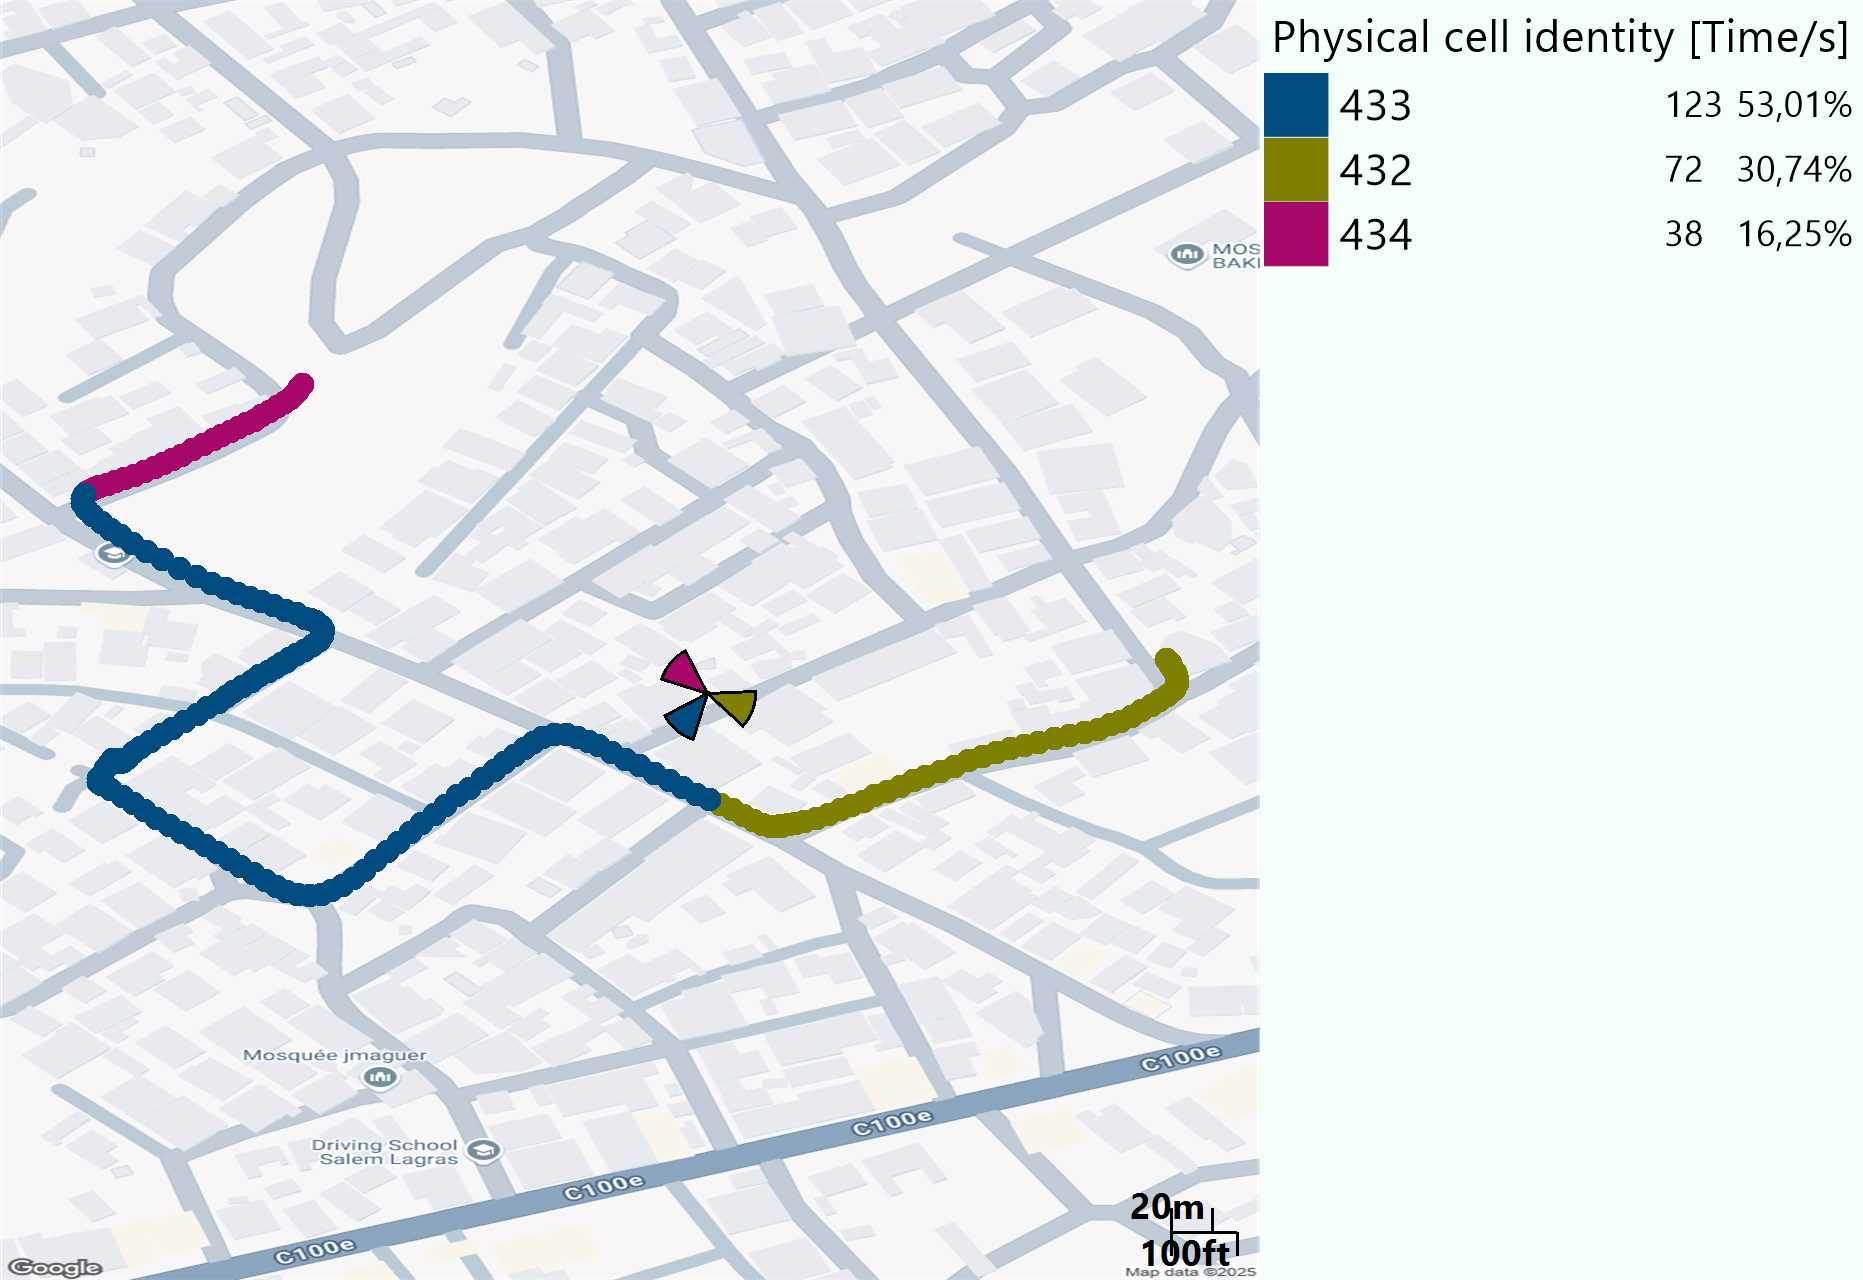 Physical cell identity [Time/s]
433 123 53,01%
432 72 30,74%
434 38 16,25%
MOS
BAKI
Mosquée jmaguer
Driving School
Salem Lagras
C100e
C100e
C100e
C100e
20m
100ft
Google
Map data ©2025